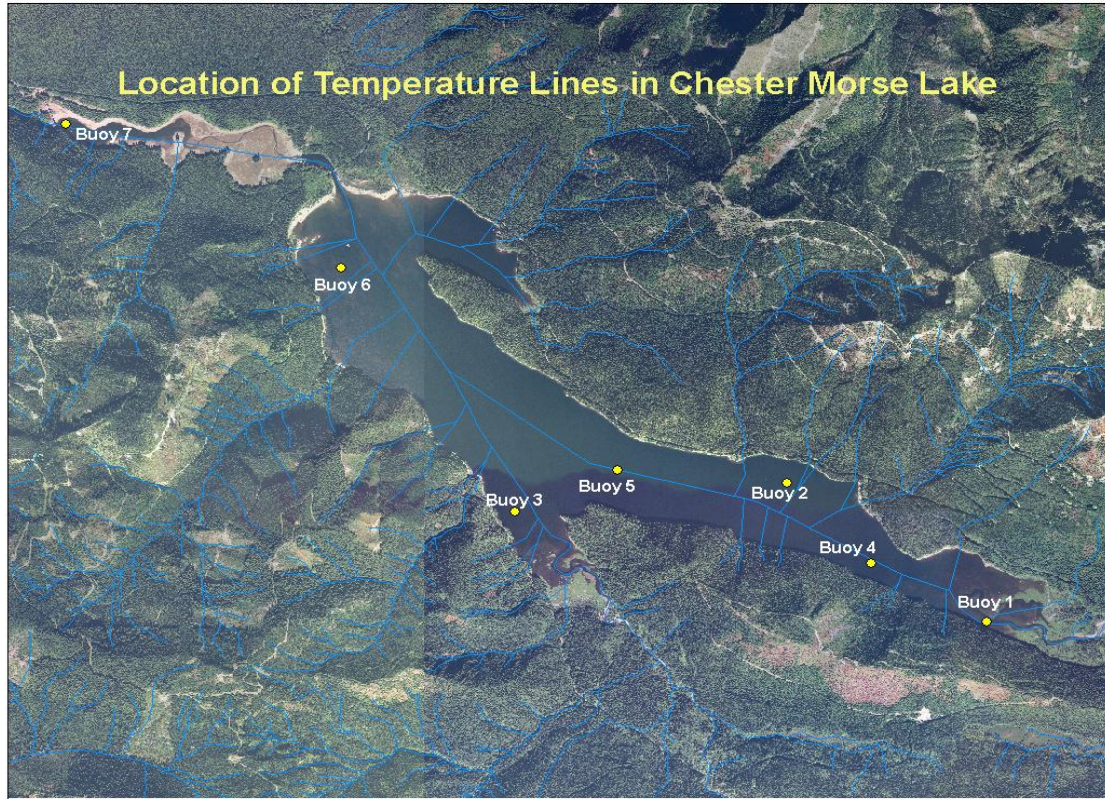 Location of Temperature Lines in Chester Morse Lake
Buoy 7
Buoy 6
Buoy 5
Buoy 2
Buoy 3
Buoy 4
Buoy 1